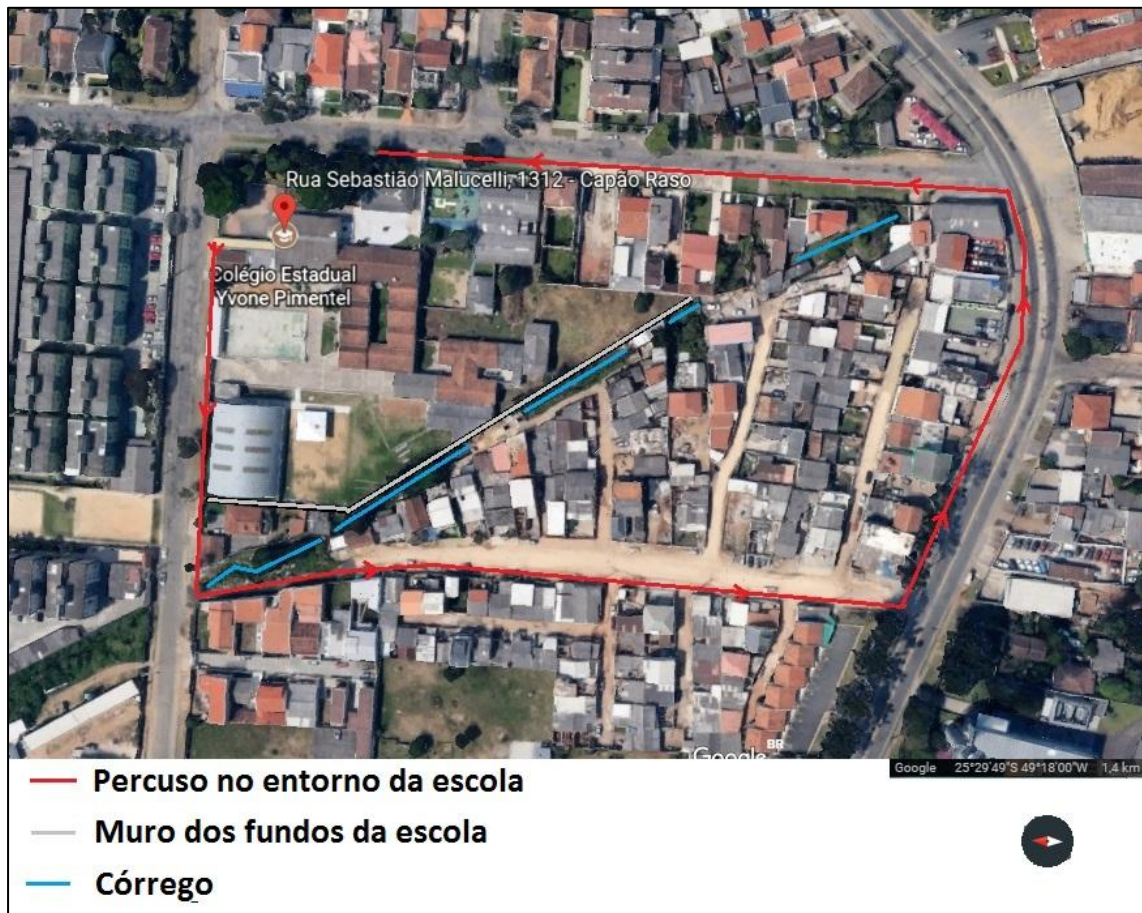 Rua Sebastião Malucelli, 1312 - Capão Raso
Colégio Estadual
Yvone Pimentel
Google
BR
Google 25°29'49"S 49°18'00"W 1,4 km
Percuso no entorno da escola
Muro dos fundos da escola
Córrego